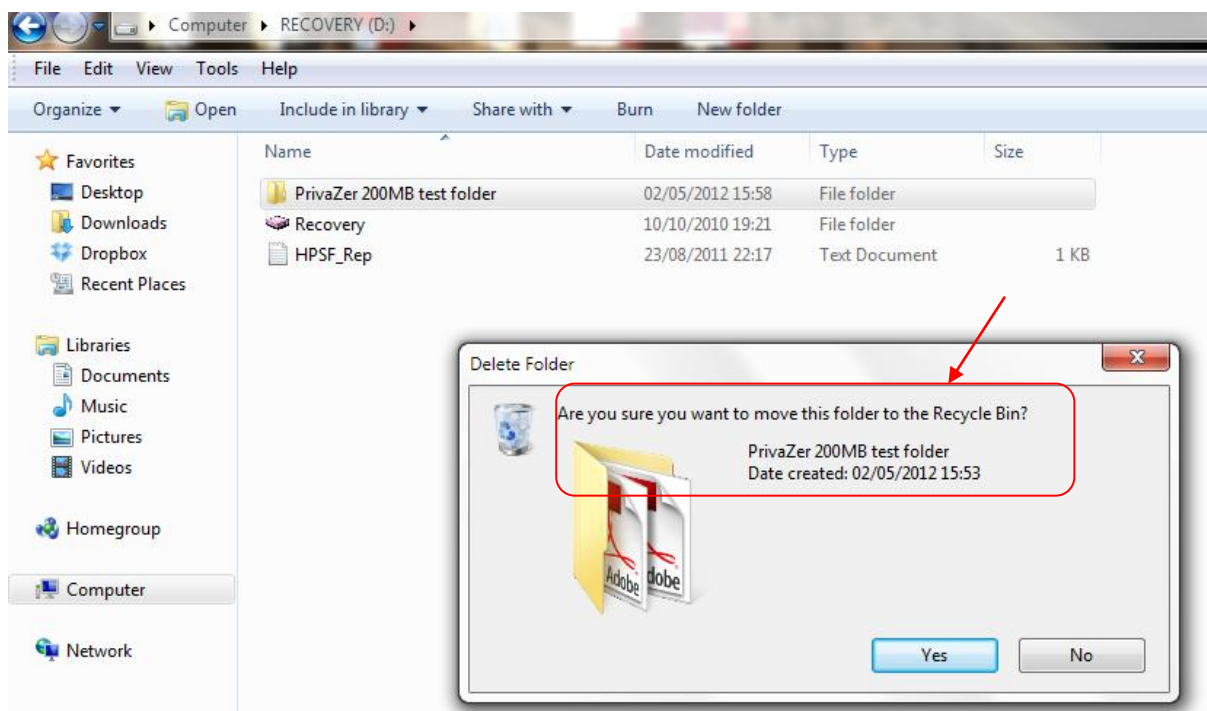 Computer RECOVERY (D:)
File Edit View Tools Help
Organize Open Include in library Share with Burn New folder
Favorites
Desktop
Downloads
Dropbox
Recent Places
Libraries
Documents
Music
Pictures
Videos
Homegroup
Computer
Network
Name Date modified Type Size
PrivaZer 200MB test folder 02/05/2012 15:58 File folder
Recovery 10/10/2010 19:21 File folder
HPSF_Rep 23/08/2011 22:17 Text Document 1 KB
Delete Folder
Are you sure you want to move this folder to the Recycle Bin?
PrivaZer 200MB test folder
Date created: 02/05/2012 15:53
Adobe
dobe
Yes No